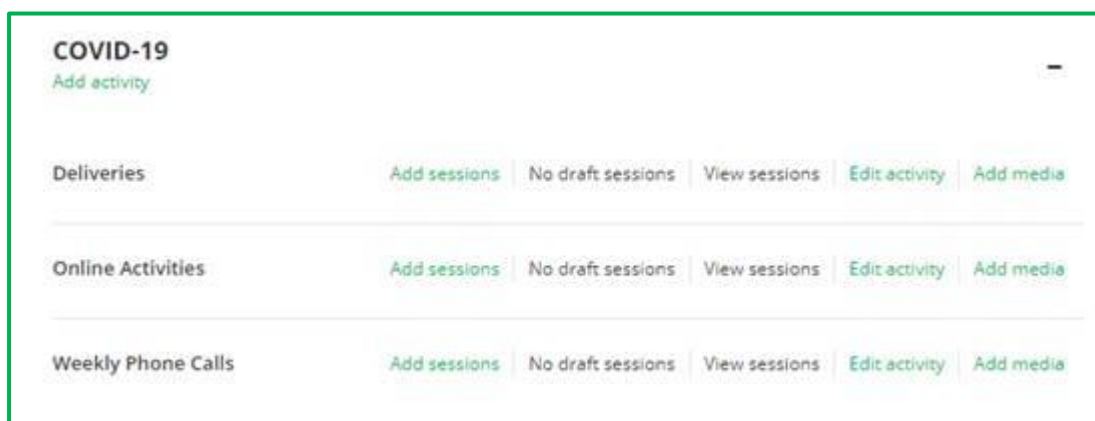 COVID-19
Add activity
Deliveries Add sessions No draft sessions View sessions Edit activity Add media
Online Activities Add sessions No draft sessions View sessions Edit activity Add media
Weekly Phone Calls Add sessions No draft sessions View sessions Edit activity Add media